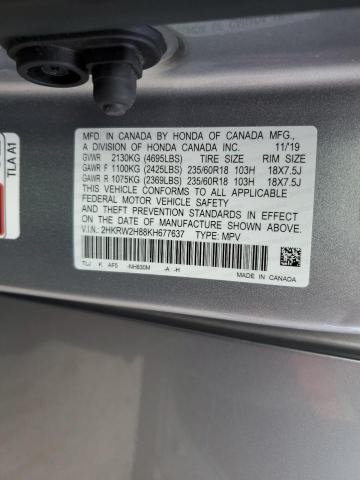 MFD. IN CANADA BY HONDA OF CANADA MFG.,
A DIVISION OF HONDA CANADA INC. 11/19
GVWR 2130KG (4695LBS) TIRE SIZE RIM SIZE
GAWR F 1100KG (2425LBS) 235/60R18 103H 18X7.5J
GAWR R 1075KG (2369LBS) 235/60R18 103H 18X7.5J
THIS VEHICLE CONFORMS TO ALL APPLICABLE
FEDERAL MOTOR VEHICLE SAFETY
AND THEFT PREVENTION STANDARDS IN EFFECT
ON THE DATE OF MANUFACTURE SHOWN ABOVE.
V.I.N.: 2HKRW2H88KH677637 TYPE: MPV
TLJ K AF5 -NH830M -A -H
MADE IN CANADA
TLA A1